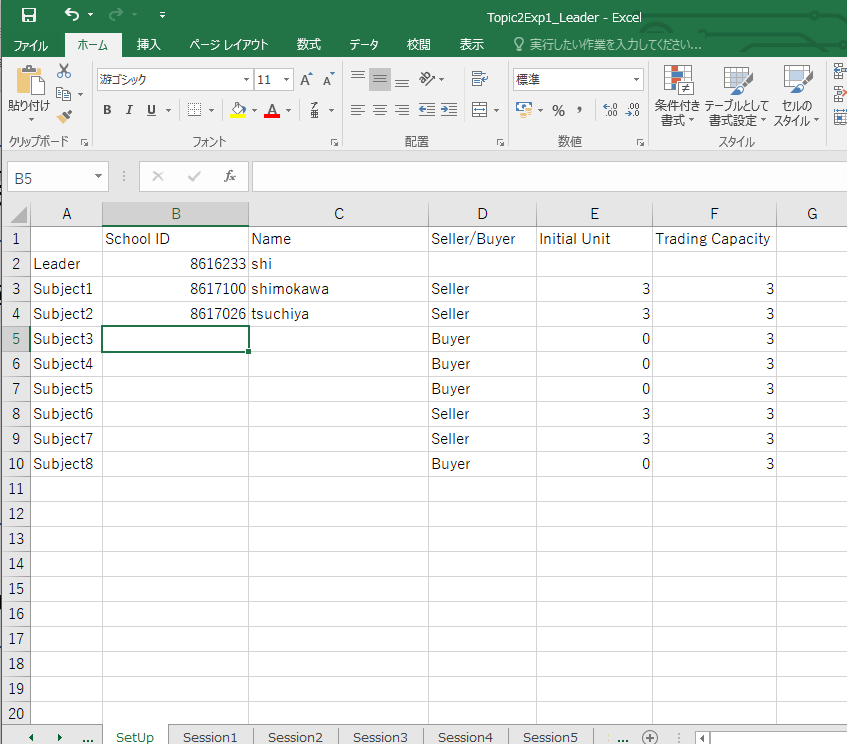 Topic2Exp1_Leader - Excel
ファイル ホーム 挿入 ページ レイアウト 数式 データ 校閲 表示 実行したい作業を入力してください...
貼り付け 游ゴシック 11 A A 標準 条件付き 書式 テーブルとして 書式設定 セルの スタイル
B I U A 亜 % ,
クリップボード フォント 配置 数値 スタイル
B5 fx
A B C D E F G
1 School ID Name Seller/Buyer Initial Unit Trading Capacity
2 Leader 8616233 shi
3 Subject1 8617100 shimokawa Seller 3 3
4 Subject2 8617026 tsuchiya Seller 3 3
5 Subject3 Buyer 0 3
6 Subject4 Buyer 0 3
7 Subject5 Buyer 0 3
8 Subject6 Seller 3 3
9 Subject7 Seller 3 3
10 Subject8 Buyer 0 3
11
12
13
14
15
16
17
18
19
20
... SetUp Session1 Session2 Session3 Session4 Session5 ...